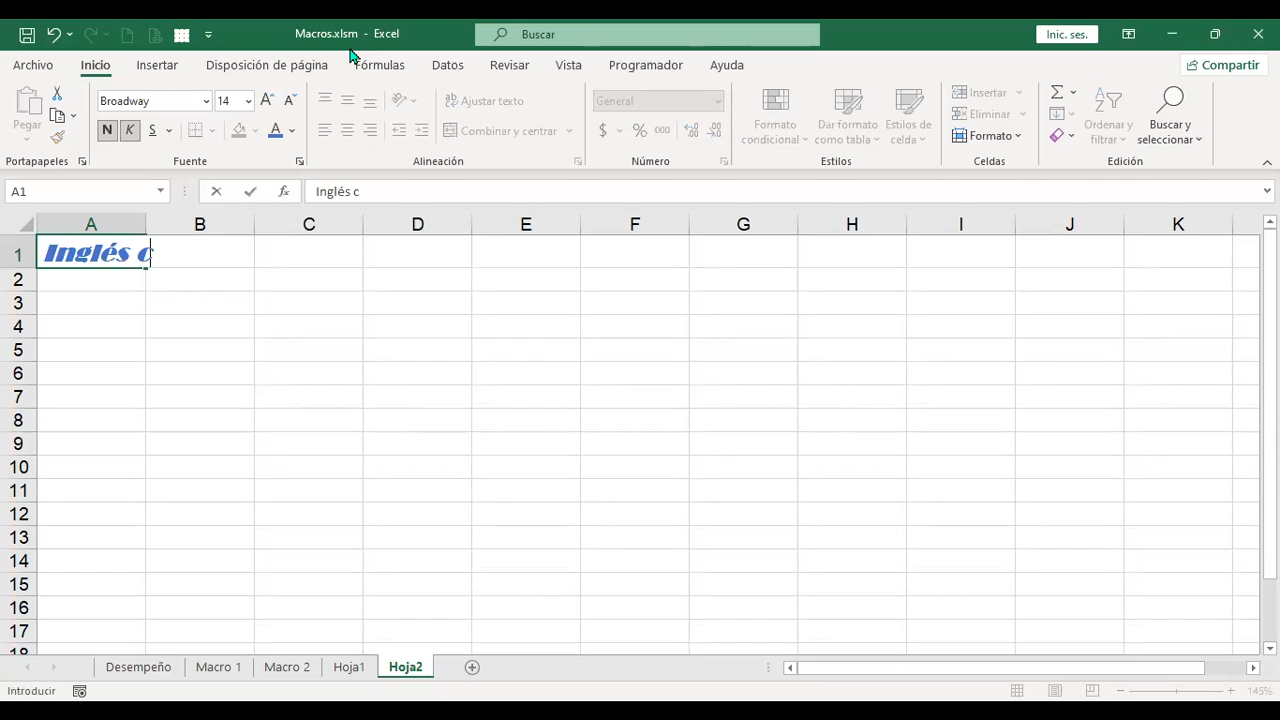 Macros.xlsm - Excel
Buscar
Inic. ses.
Archivo Inicio Insertar Disposición de página Fórmulas Datos Revisar Vista Programador Ayuda
Compartir
Pegar
Portapapeles
Broadway 14
N K S
Fuente
Ajustar texto
Combinar y centrar
Alineación
General
$ % 000
Número
Formato condicional
Dar formato como tabla
Estilos de celda
Estilos
Insertar
Eliminar
Formato
Celdas
Ordenar y filtrar
Buscar y seleccionar
Edición
A1
fx
Inglés c
A B C D E F G H I J K
1 Inglés c
2
3
4
5
6
7
8
9
10
11
12
13
14
15
16
17
18
Desempeño Macro 1 Macro 2 Hoja1 Hoja2
Introducir
145%